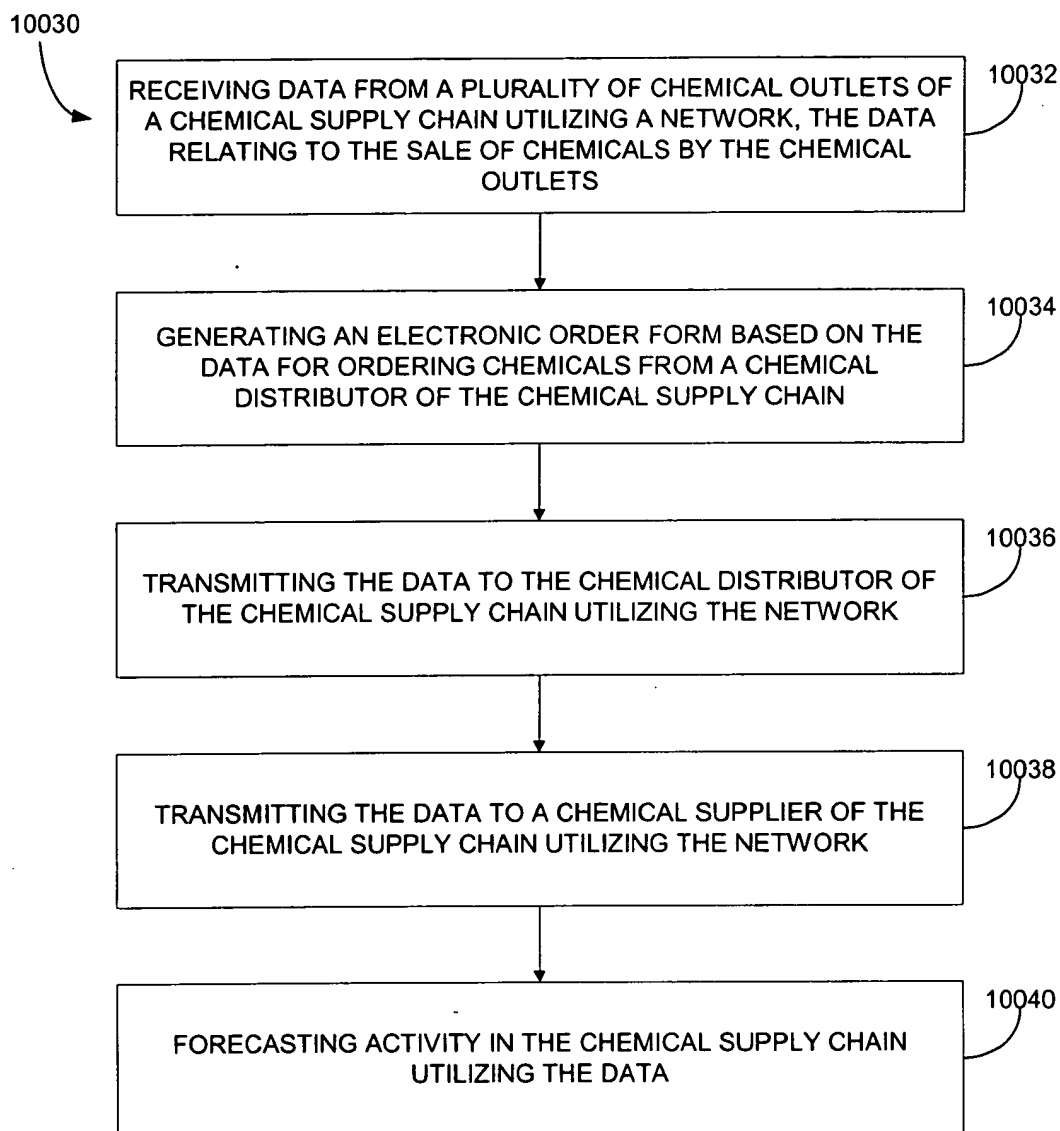 10030
10032
RECEIVING DATA FROM A PLURALITY OF CHEMICAL OUTLETS OF
A CHEMICAL SUPPLY CHAIN UTILIZING A NETWORK, THE DATA
RELATING TO THE SALE OF CHEMICALS BY THE CHEMICAL
OUTLETS
10034
GENERATING AN ELECTRONIC ORDER FORM BASED ON THE
DATA FOR ORDERING CHEMICALS FROM A CHEMICAL
DISTRIBUTOR OF THE CHEMICAL SUPPLY CHAIN
10036
TRANSMITTING THE DATA TO THE CHEMICAL DISTRIBUTOR OF
THE CHEMICAL SUPPLY CHAIN UTILIZING THE NETWORK
10038
TRANSMITTING THE DATA TO A CHEMICAL SUPPLIER OF THE
CHEMICAL SUPPLY CHAIN UTILIZING THE NETWORK
10040
FORECASTING ACTIVITY IN THE CHEMICAL SUPPLY CHAIN
UTILIZING THE DATA